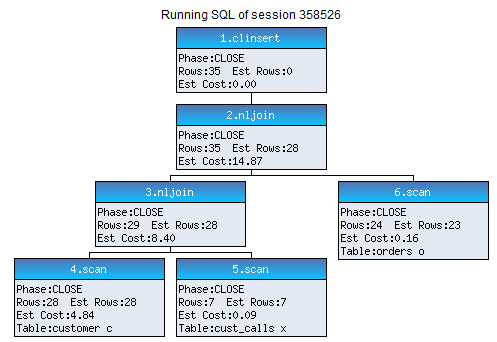 Running SQL of session 358526
1.clinsert
Phase:CLOSE
Rows:35 Est Rows:0
Est Cost:0.00
2.nljoin
Phase:CLOSE
Rows:35 Est Rows:28
Est Cost:14.87
3.nljoin
Phase:CLOSE
Rows:29 Est Rows:28
Est Cost:8.40
6.scan
Phase:CLOSE
Rows:24 Est Rows:23
Est Cost:0.16
Table:orders o
4.scan
Phase:CLOSE
Rows:28 Est Rows:28
Est Cost:4.84
Table:customer c
5.scan
Phase:CLOSE
Rows:7 Est Rows:7
Est Cost:0.09
Table:cust_calls x